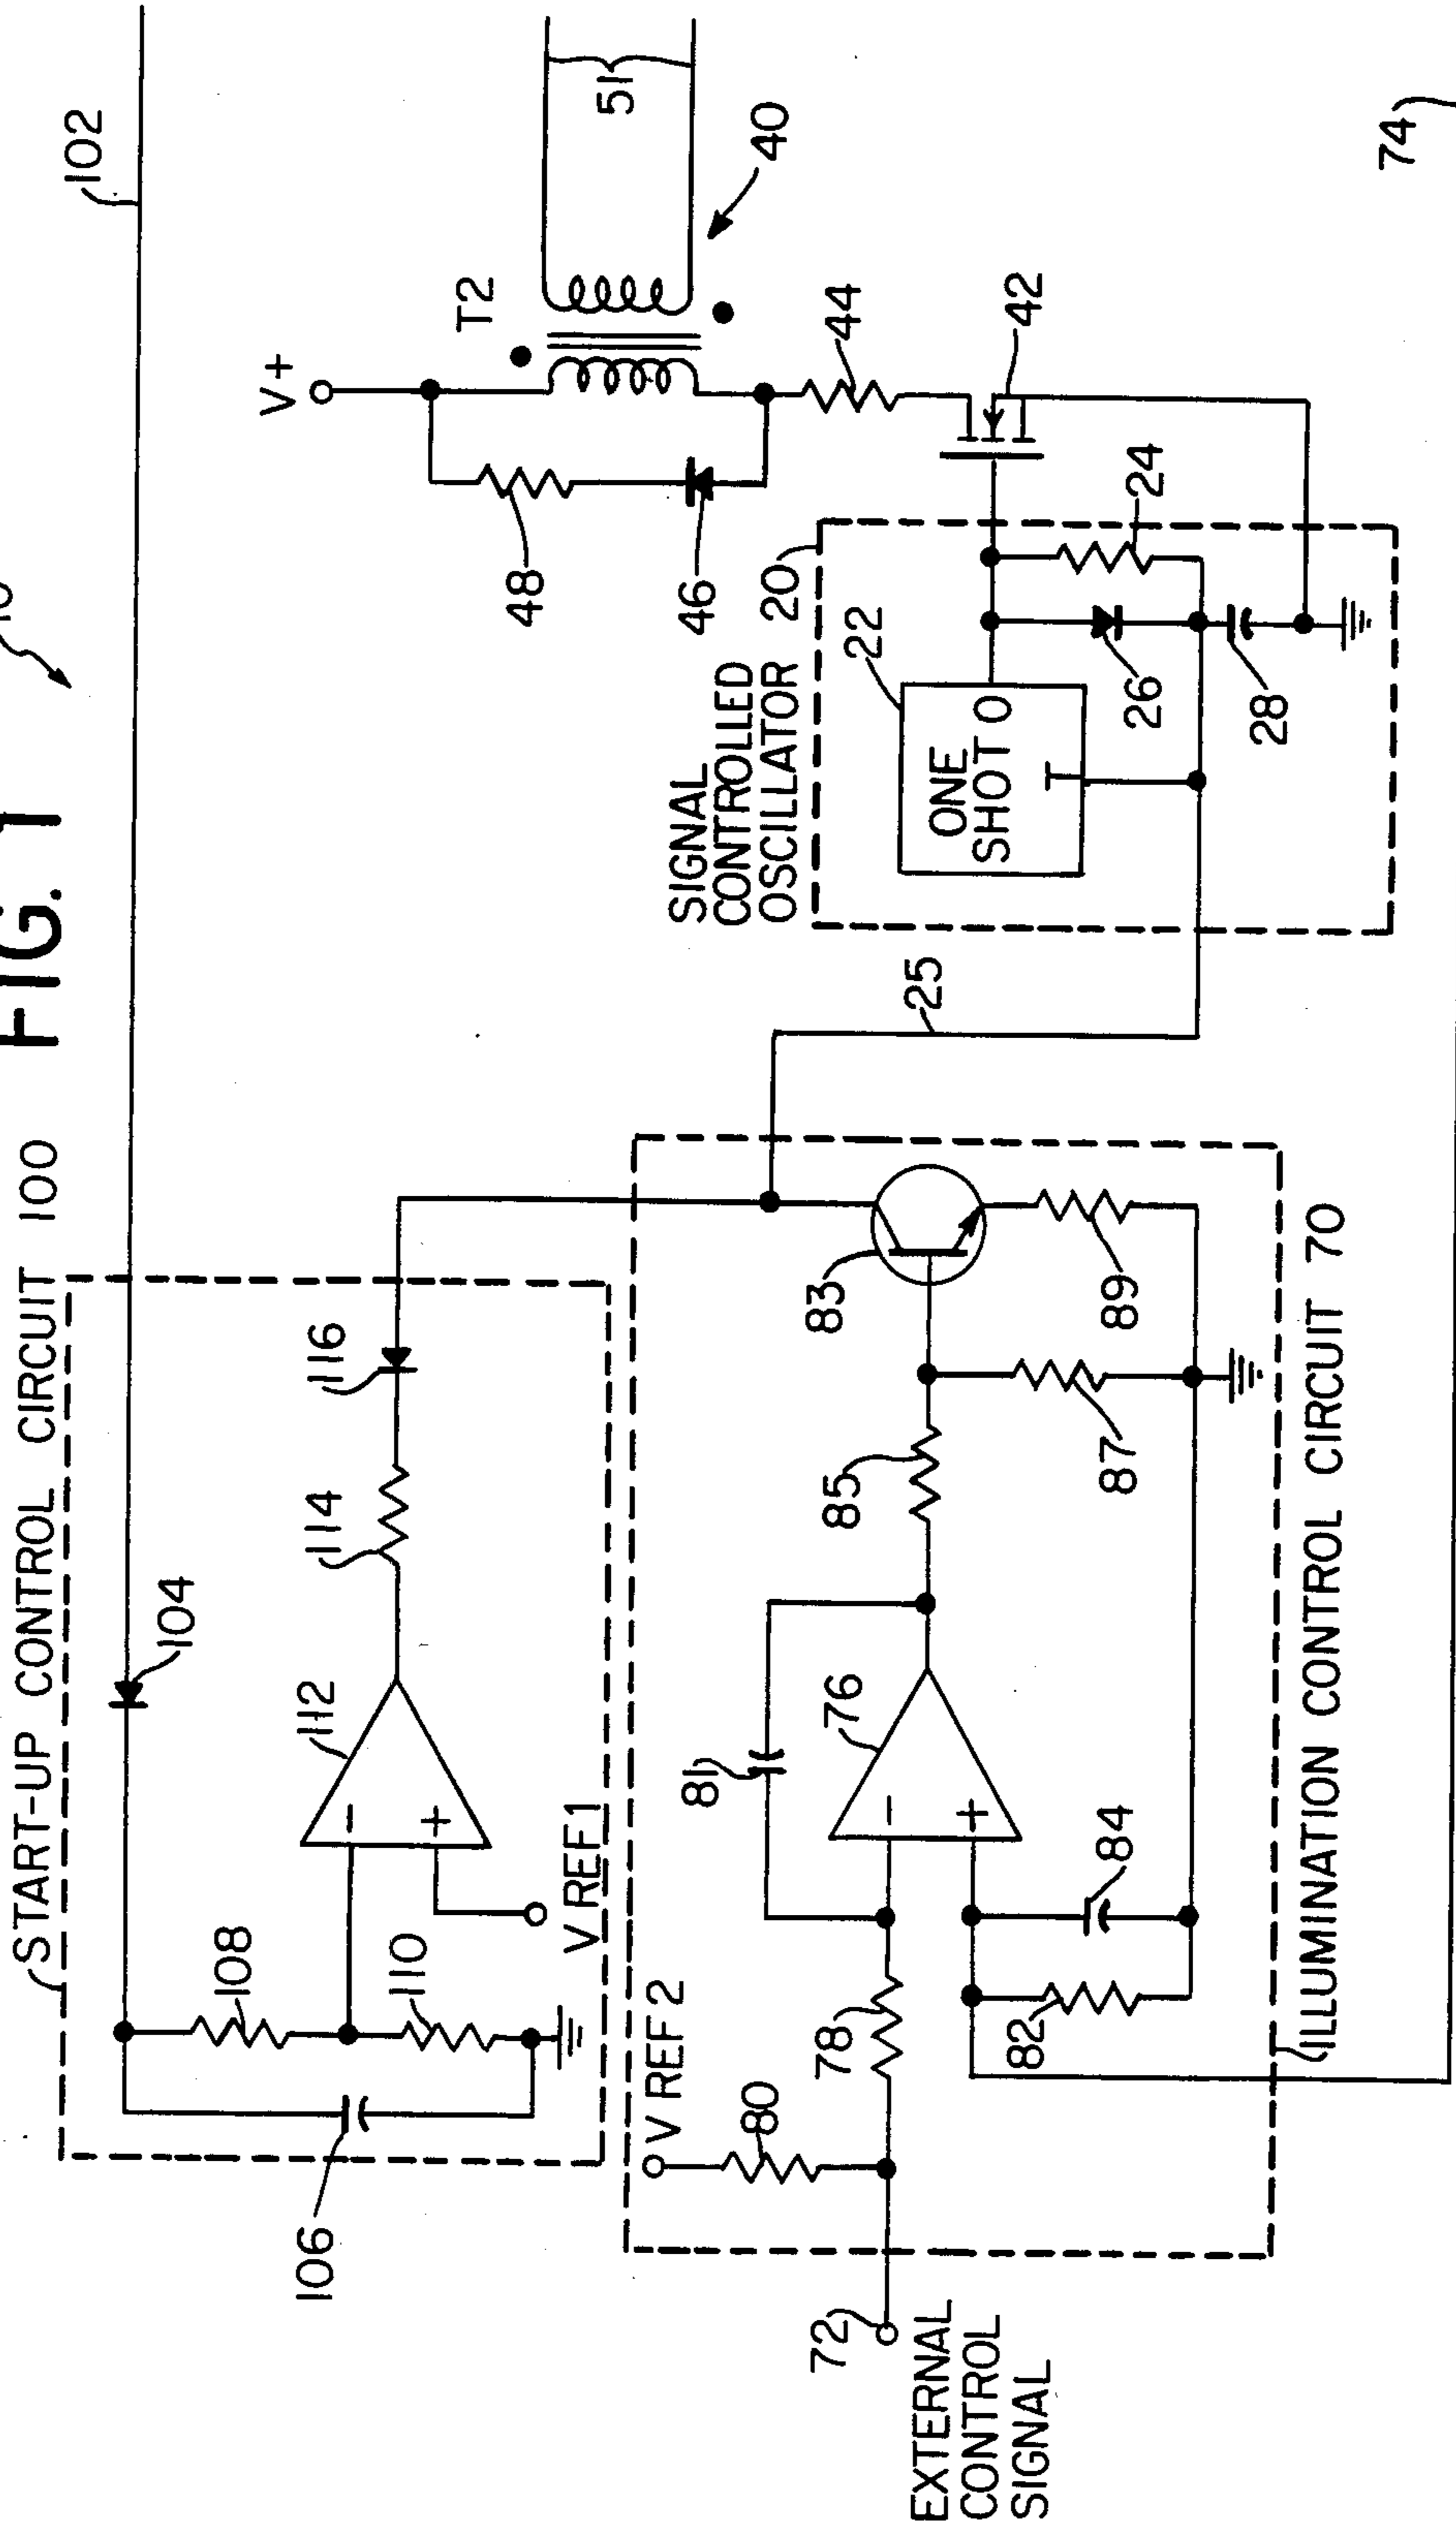 FIG. 1
START-UP CONTROL CIRCUIT 100
102
104
106
108
110
112
114
116
V REF1
V+
T2
51
40
48
46
44
42
SIGNAL
CONTROLLED
OSCILLATOR 20
22
ONE
SHOT O
T
24
26
28
25
V REF 2
80
72
EXTERNAL
CONTROL
SIGNAL
78
81
76
82
84
85
87
83
89
ILLUMINATION CONTROL CIRCUIT 70
74